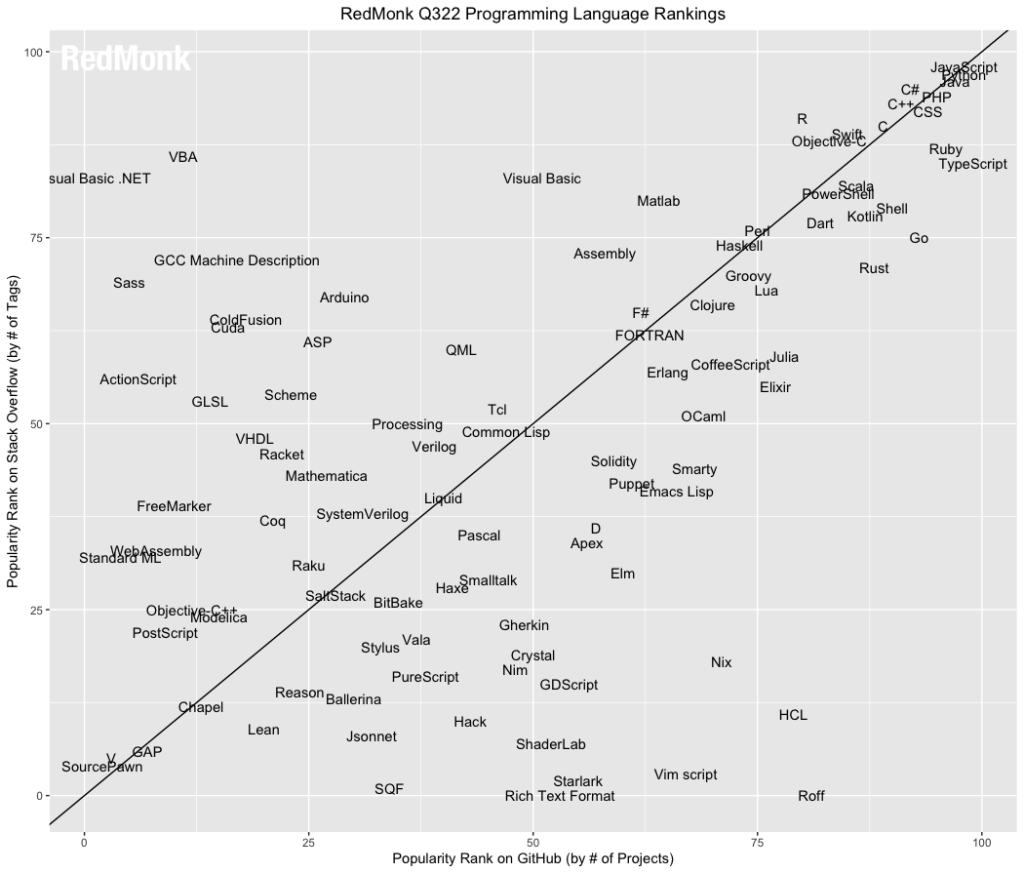 RedMonk Q322 Programming Language Rankings
RedMonk
100
75
50
25
0
Popularity Rank on Stack Overflow (by # of Tags)
JavaScript
Python
Java
C#
PHP
C++
CSS
R
C
Swift
Objective-C
Ruby
VBA
TypeScript
sual Basic .NET
Visual Basic
Scala
PowerShell
Matlab
Shell
Kotlin
Dart
Perl
Go
Haskell
Assembly
GCC Machine Description
Rust
Groovy
Sass
Lua
Arduino
Clojure
F#
ColdFusion
Cuda
FORTRAN
ASP
QML
Julia
CoffeeScript
Erlang
ActionScript
Elixir
Scheme
GLSL
Tcl
OCaml
Processing
Common Lisp
VHDL
Verilog
Racket
Solidity
Smarty
Mathematica
Puppet
Emacs Lisp
Liquid
FreeMarker
SystemVerilog
Coq
D
Pascal
Apex
WebAssembly
Standard ML
Raku
Elm
Smalltalk
Haxe
SaltStack
BitBake
Objective-C++
Modelica
Gherkin
PostScript
Vala
Stylus
Crystal
Nix
Nim
PureScript
GDScript
Reason
Ballerina
Chapel
HCL
Hack
Lean
Jsonnet
ShaderLab
GAP
V
SourcePawn
Vim script
Starlark
SQF
Rich Text Format
Roff
0 25 50 75 100
Popularity Rank on GitHub (by # of Projects)